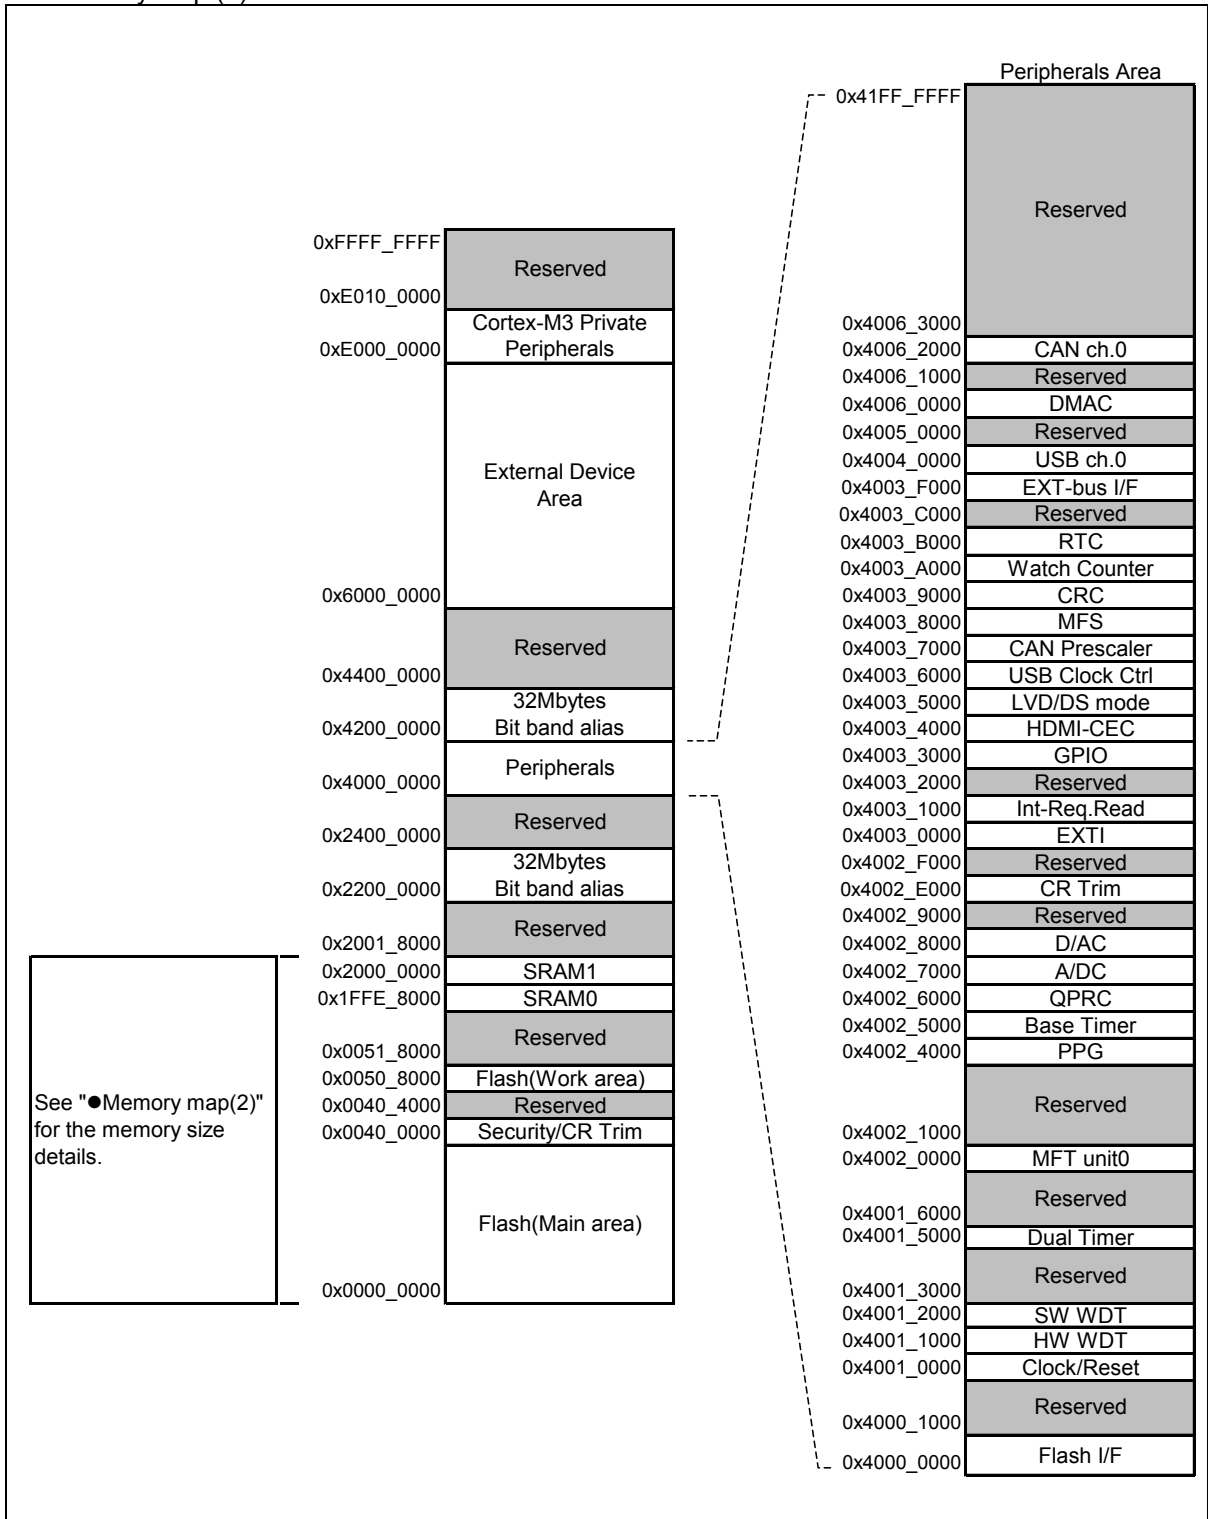 Peripherals Area
0x41FF_FFFF
Reserved
0x4006_3000
0x4006_2000 CAN ch.0
0x4006_1000 Reserved
0x4006_0000 DMAC
0x4005_0000 Reserved
0x4004_0000 USB ch.0
0x4003_F000 EXT-bus I/F
0x4003_C000 Reserved
0x4003_B000 RTC
0x4003_A000 Watch Counter
0x4003_9000 CRC
0x4003_8000 MFS
0x4003_7000 CAN Prescaler
0x4003_6000 USB Clock Ctrl
0x4003_5000 LVD/DS mode
0x4003_4000 HDMI-CEC
0x4003_3000 GPIO
0x4003_2000 Reserved
0x4003_1000 Int-Req.Read
0x4003_0000 EXTI
0x4002_F000 Reserved
0x4002_E000 CR Trim
0x4002_9000 Reserved
0x4002_8000 D/AC
0x4002_7000 A/DC
0x4002_6000 QPRC
0x4002_5000 Base Timer
0x4002_4000 PPG
Reserved
0x4002_1000
0x4002_0000 MFT unit0
Reserved
0x4001_6000
0x4001_5000 Dual Timer
Reserved
0x4001_3000
0x4001_2000 SW WDT
0x4001_1000 HW WDT
0x4001_0000 Clock/Reset
Reserved
0x4000_1000
0x4000_0000 Flash I/F
0xFFFF_FFFF
Reserved
0xE010_0000
Cortex-M3 Private
0xE000_0000 Peripherals
External Device
Area
0x6000_0000
Reserved
0x4400_0000
32Mbytes
0x4200_0000 Bit band alias
Peripherals
0x4000_0000
Reserved
0x2400_0000
32Mbytes
0x2200_0000 Bit band alias
Reserved
0x2001_8000
0x2000_0000 SRAM1
0x1FFE_8000 SRAM0
Reserved
0x0051_8000
0x0050_8000 Flash(Work area)
0x0040_4000 Reserved
0x0040_0000 Security/CR Trim
Flash(Main area)
0x0000_0000
See "●Memory map(2)"
for the memory size
details.